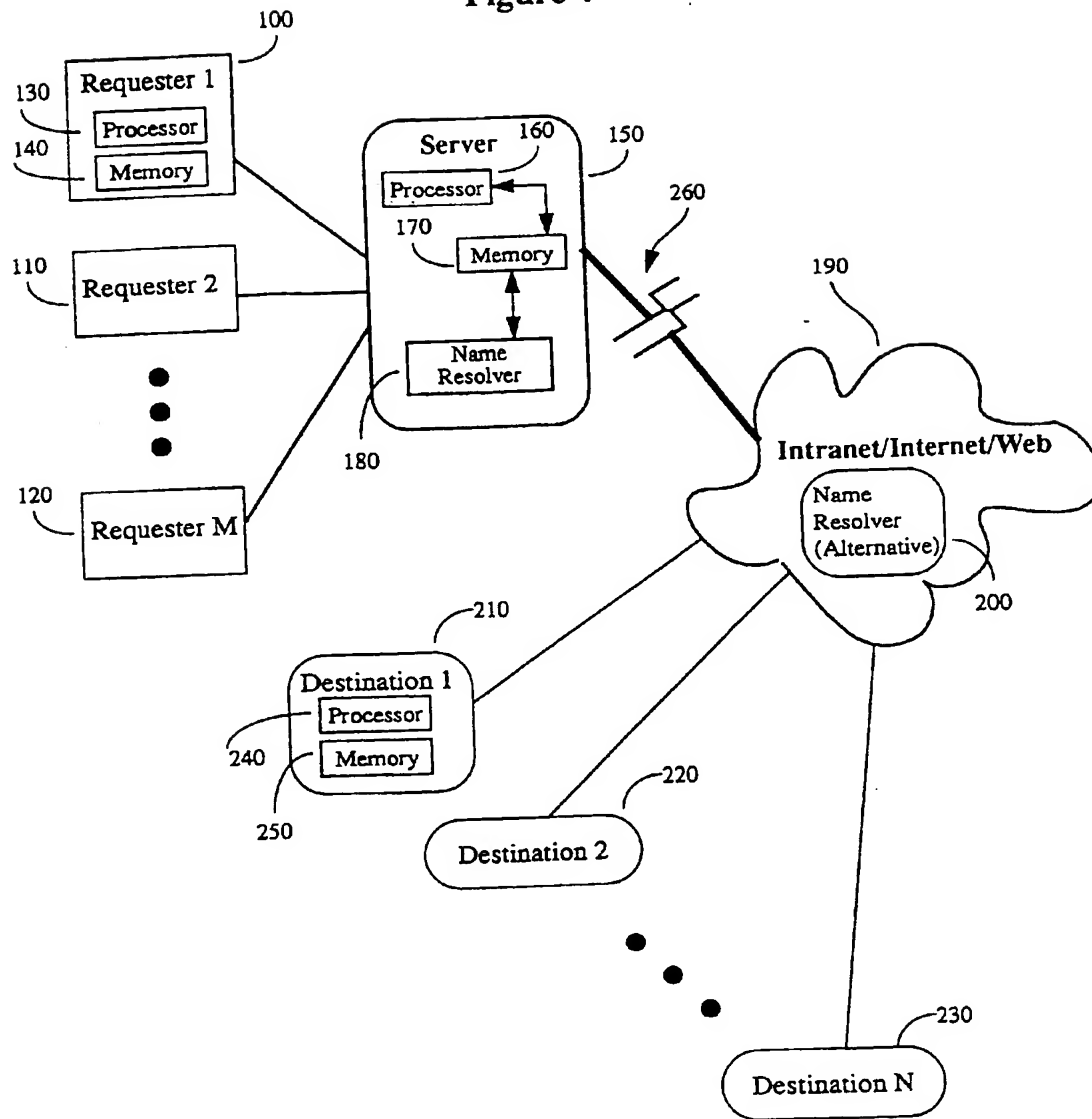 Figure
100
Requester 1
130
Processor
140
Memory
110
Requester 2
120
Requester M
Server
160
150
Processor
170
Memory
Name
Resolver
180
260
190
Intranet/Internet/Web
Name
Resolver
(Alternative)
200
210
Destination 1
Processor
240
Memory
250
220
Destination 2
230
Destination N